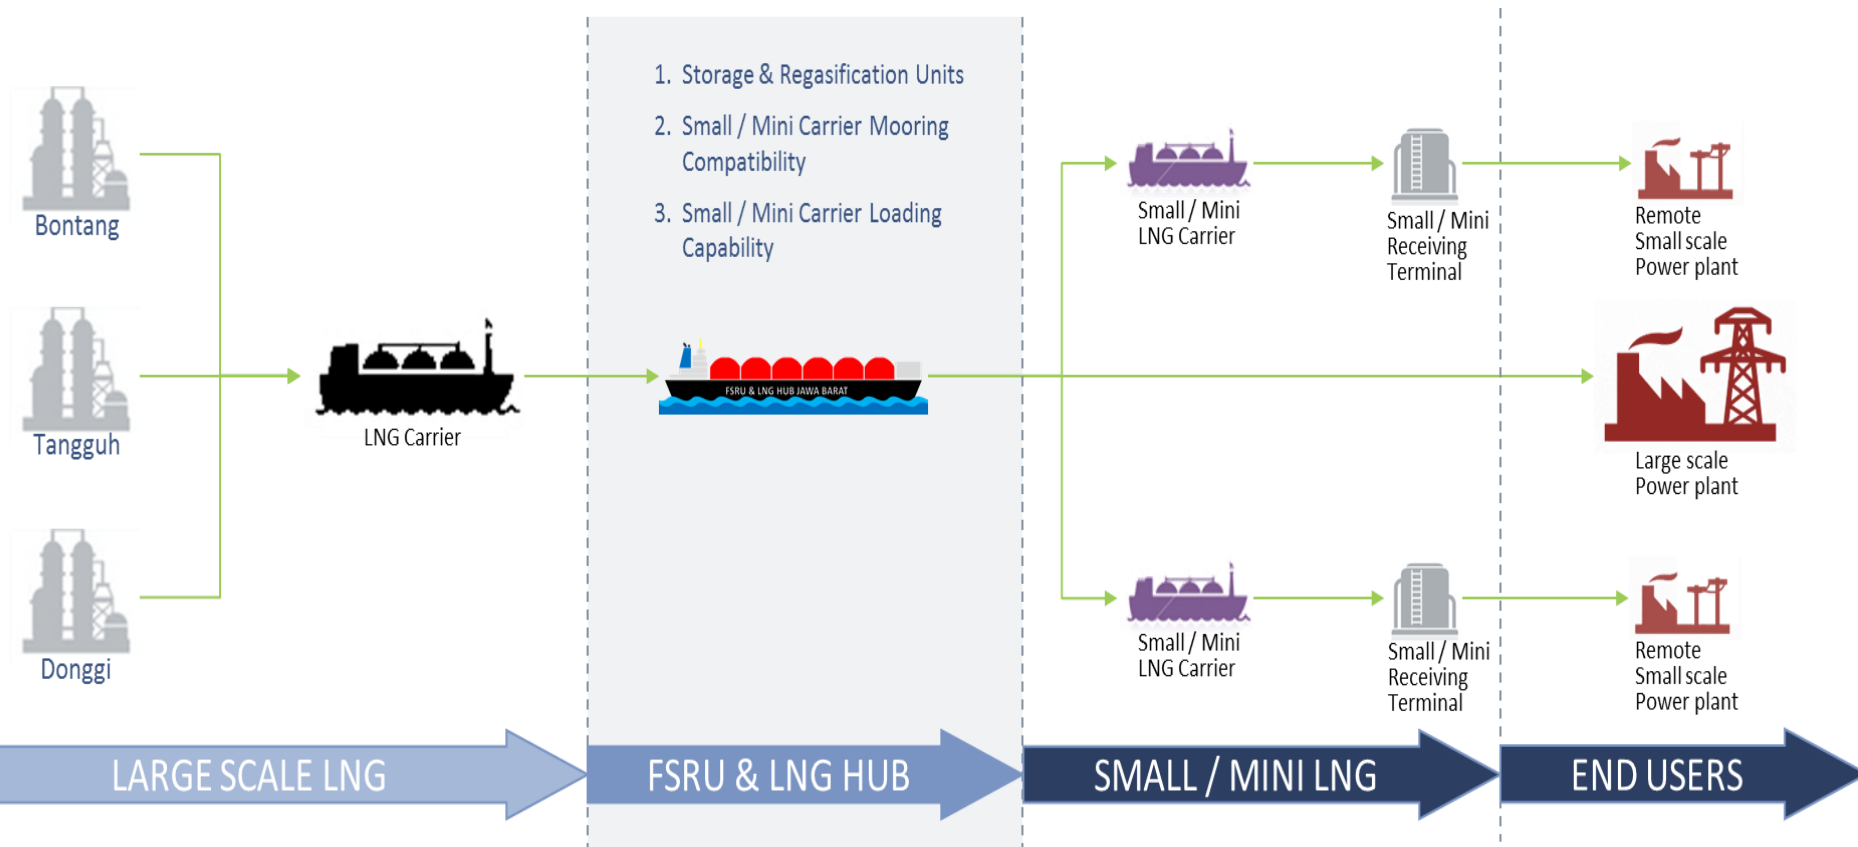 1. Storage & Regasification Units
2. Small / Mini Carrier Mooring
Compatibility
3. Small / Mini Carrier Loading
Capability
Bontang
Tangguh
Donggi
LNG Carrier
FSRU & LNG HUB JAWA BARAT
Small / Mini
LNG Carrier
Small / Mini
Receiving
Terminal
Remote
Small scale
Power plant
Large scale
Power plant
Small / Mini
LNG Carrier
Small / Mini
Receiving
Terminal
Remote
Small scale
Power plant
LARGE SCALE LNG
FSRU & LNG HUB
SMALL / MINI LNG
END USERS